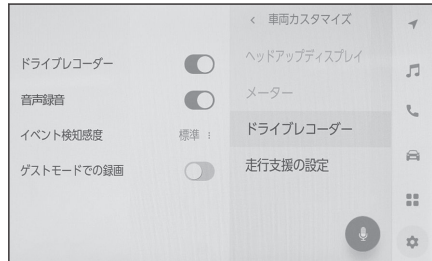 ドライブレコーダー
音声録音
イベント検知感度 標準
ゲストモードでの録画
車両カスタマイズ
ヘッドアップディスプレイ
メーター
ドライブレコーダー
走行支援の設定